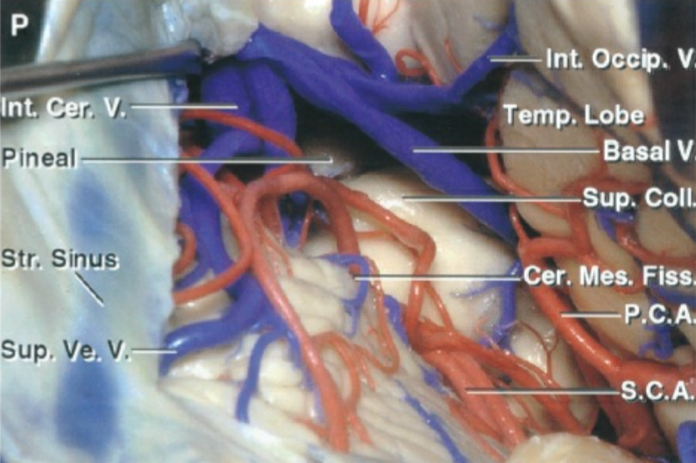 P
Int. Occip. V.
Int. Cer. V.
Temp. Lobe
Pineal
Basal V.
Sup. Coll.
Str. Sinus
Cer. Mes. Fiss.
P.C.A.
Sup. Ve. V.
S.C.A.